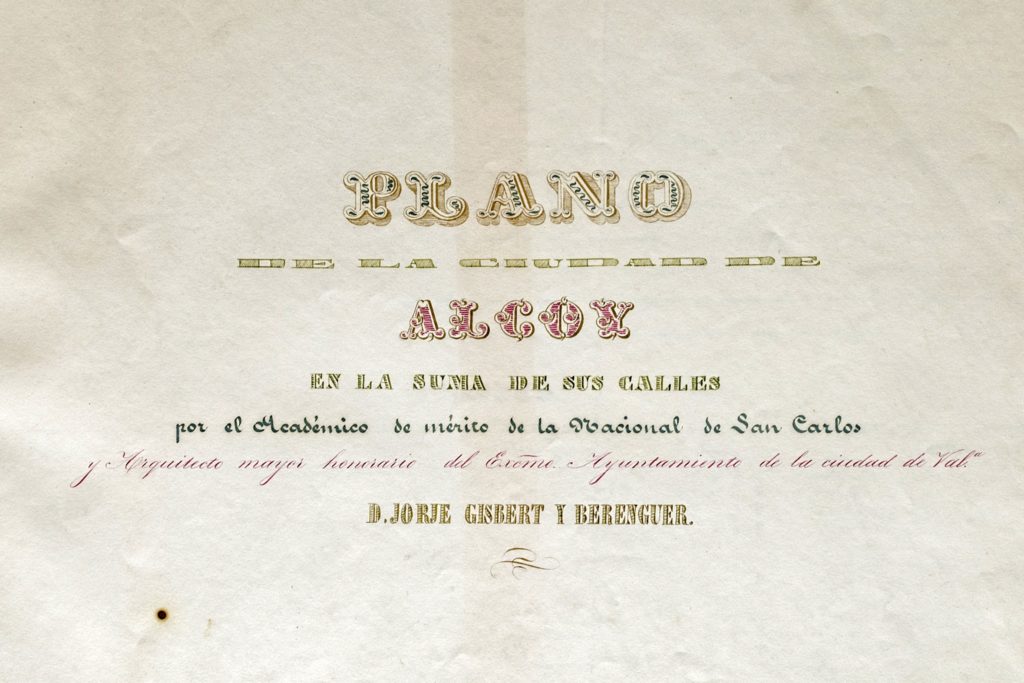 PLANO
DE LA CIUDAD DE
ALCOY
EN LA SUMA DE SUS CALLES
por el Académico de mérito de la Nacional de San Carlos
y Arquitecto mayor honorario del Excmo. Ayuntamiento de la ciudad de Val.ª
D. JORJE GISBERT Y BERENGUER.